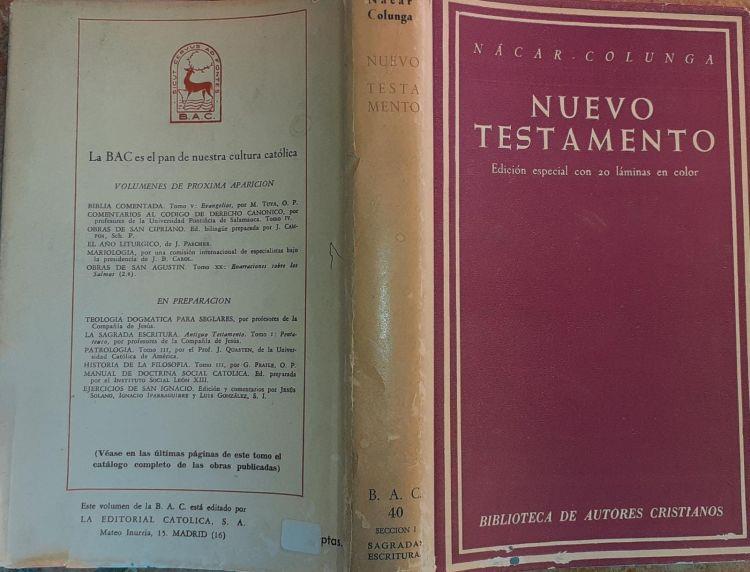 SICUT CERVUS AD FONTES
B.A.C.
La BAC es el pan de nuestra cultura católica
VOLUMENES DE PROXIMA APARICION
BIBLIA COMENTADA. Tomo V: Evangelios, por M. TUYA, O. P.
COMENTARIOS AL CODIGO DE DERECHO CANONICO, por
profesores de la Universidad Pontificia de Salamanca. Tomo IV.
OBRAS DE SAN CIPRIANO. Ed. bilingüe preparada por J. CAM-
POS, Sch. P.
EL AÑO LITURGICO, de J. PASCHER.
MARIOLOGIA, por una comisión internacional de especialistas bajo
la presidencia de J. B. CAROL.
OBRAS DE SAN AGUSTIN. Tomo XX: Enarraciones sobre los
Salmos (2.º).
EN PREPARACION
TEOLOGIA DOGMATICA PARA SEGLARES, por profesores de la
Compañía de Jesús.
LA SAGRADA ESCRITURA. Antiguo Testamento. Tomo I: Penta-
teuco, por profesores de la Compañía de Jesús.
PATROLOGIA. Tomo III, por el Prof. J. QUASTEN, de la Univer-
sidad Católica de América.
HISTORIA DE LA FILOSOFIA. Tomo III, por G. FRAILE, O. P.
MANUAL DE DOCTRINA SOCIAL CATOLICA. Ed. preparada
por el INSTITUTO SOCIAL LEÓN XIII.
EJERCICIOS DE SAN IGNACIO. Edición y comentarios por JESÚS
SOLANO, IGNACIO IPARRAGUIRRE y LUIS GONZÁLEZ, S. I.
(Véase en las últimas páginas de este tomo el
catálogo completo de las obras publicadas)
Este volumen de la B. A. C. está editado por
LA EDITORIAL CATOLICA, S. A.
Mateo Inurria, 15. MADRID (16)
ptas.
Nácar
Colunga
NUEVO
TESTA
MENTO
B. A. C.
40
SECCION I
SAGRADAS
ESCRITURAS
NÁCAR-COLUNGA
NUEVO
TESTAMENTO
Edición especial con 20 láminas en color
BIBLIOTECA DE AUTORES CRISTIANOS